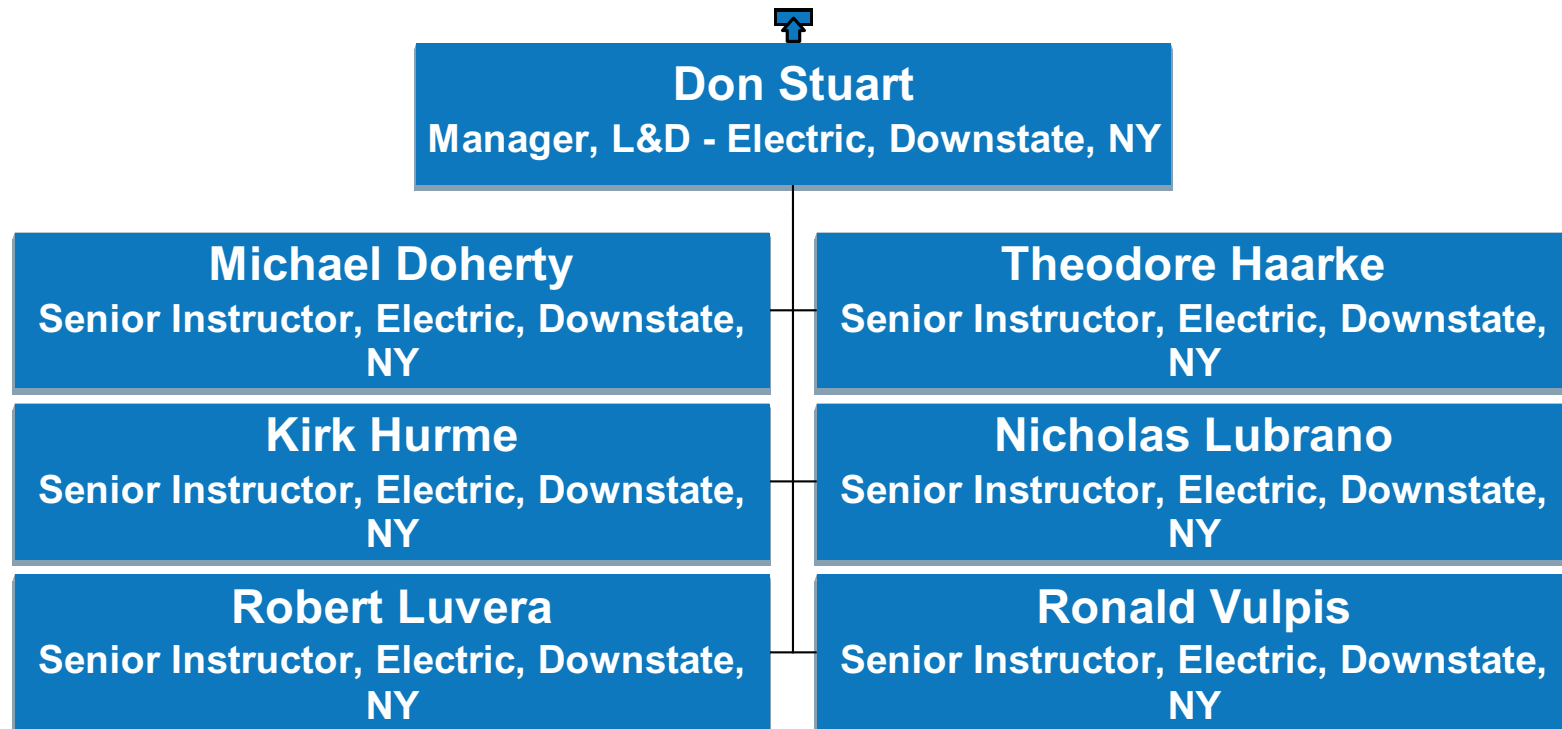 Don Stuart
Manager, L&D - Electric, Downstate, NY
Michael Doherty
Senior Instructor, Electric, Downstate,
NY
Theodore Haarke
Senior Instructor, Electric, Downstate,
NY
Kirk Hurme
Senior Instructor, Electric, Downstate,
NY
Nicholas Lubrano
Senior Instructor, Electric, Downstate,
NY
Robert Luvera
Senior Instructor, Electric, Downstate,
NY
Ronald Vulpis
Senior Instructor, Electric, Downstate,
NY